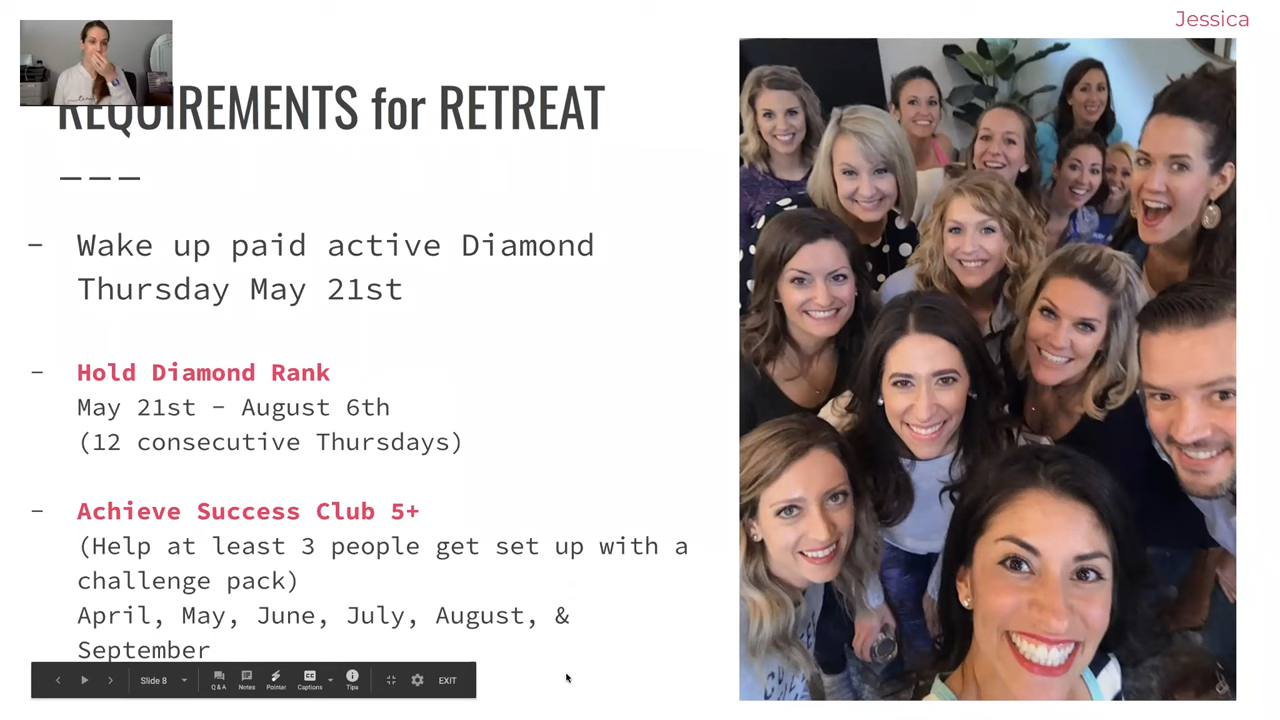 Jessica
REQUIREMENTS for RETREAT
– Wake up paid active Diamond
Thursday May 21st
– Hold Diamond Rank
May 21st – August 6th
(12 consecutive Thursdays)
– Achieve Success Club 5+
(Help at least 3 people get set up with a
challenge pack)
April, May, June, July, August, &
September
Slide 8 Q & A Notes Pointer Captions Tips EXIT